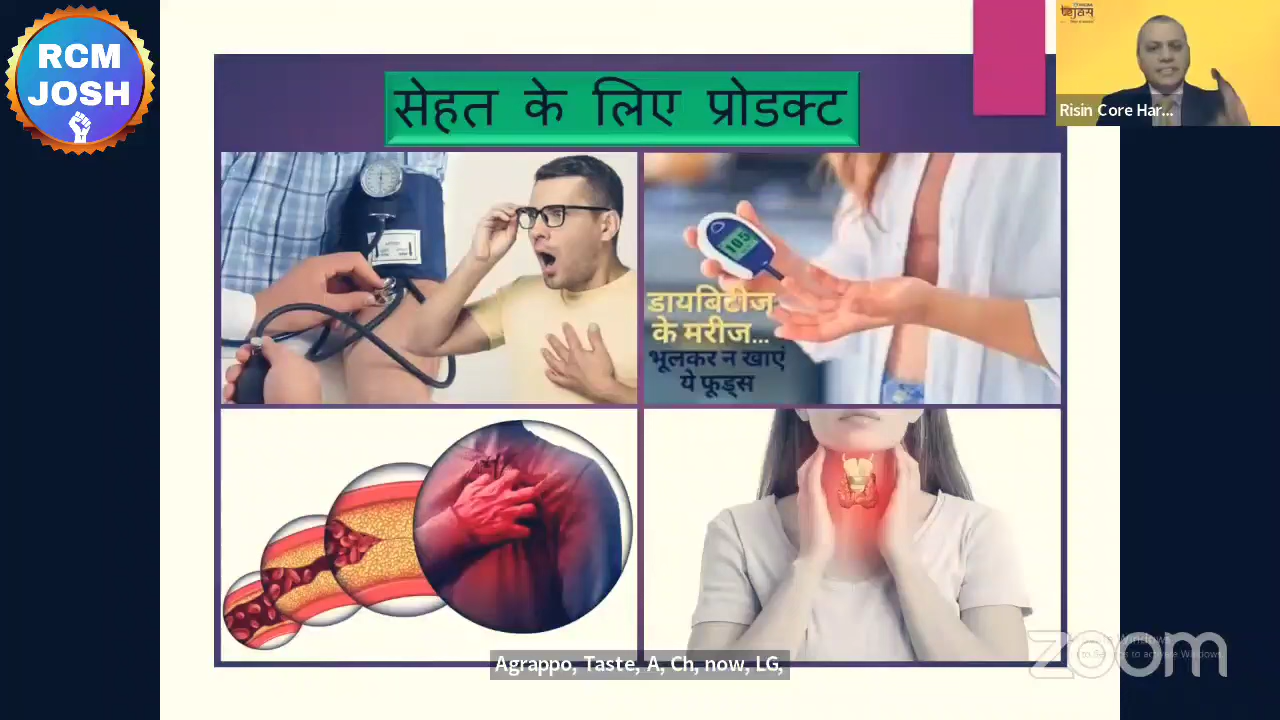 RCM
JOSH
सेहत के लिए प्रोडक्ट
Risin Core Har...
105
डायबिटीज
के मरीज...
भूलकर न खाएं
ये फूड्स
Agrappo, Taste, A, Ch, now, LG,
zoom